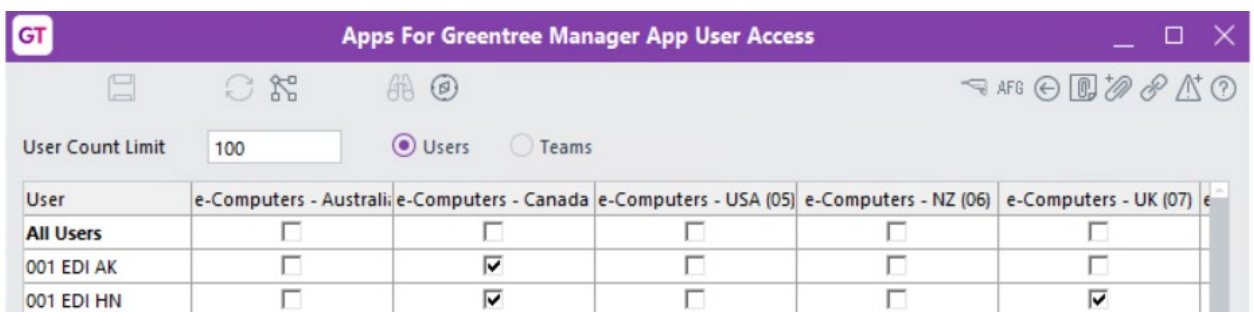 GT Apps For Greentree Manager App User Access
AFG
User Count Limit 100 Users Teams
User e-Computers - Australi e-Computers - Canada e-Computers - USA (05) e-Computers - NZ (06) e-Computers - UK (07) e
All Users
001 EDI AK
001 EDI HN